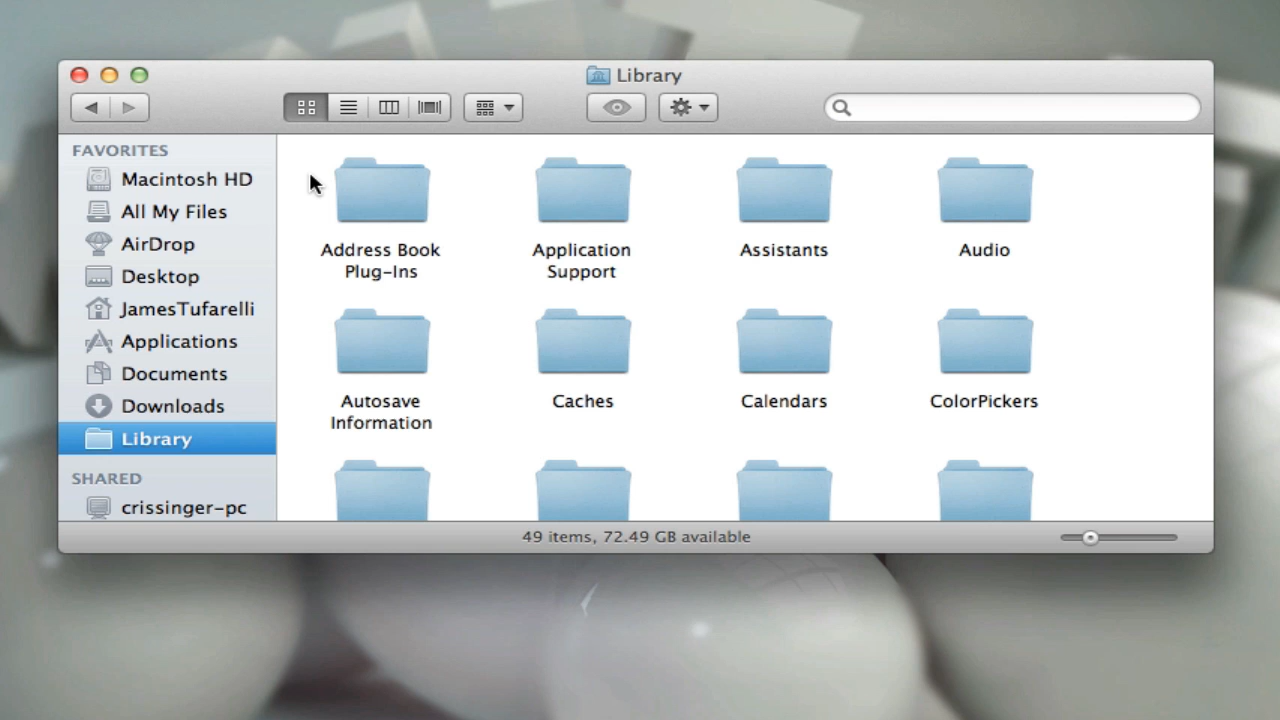 Library
FAVORITES
Macintosh HD
All My Files
AirDrop
Desktop
JamesTufarelli
Applications
Documents
Downloads
Library
SHARED
crissinger-pc
Address Book
Plug-Ins
Application
Support
Assistants
Audio
Autosave
Information
Caches
Calendars
ColorPickers
49 items, 72.49 GB available